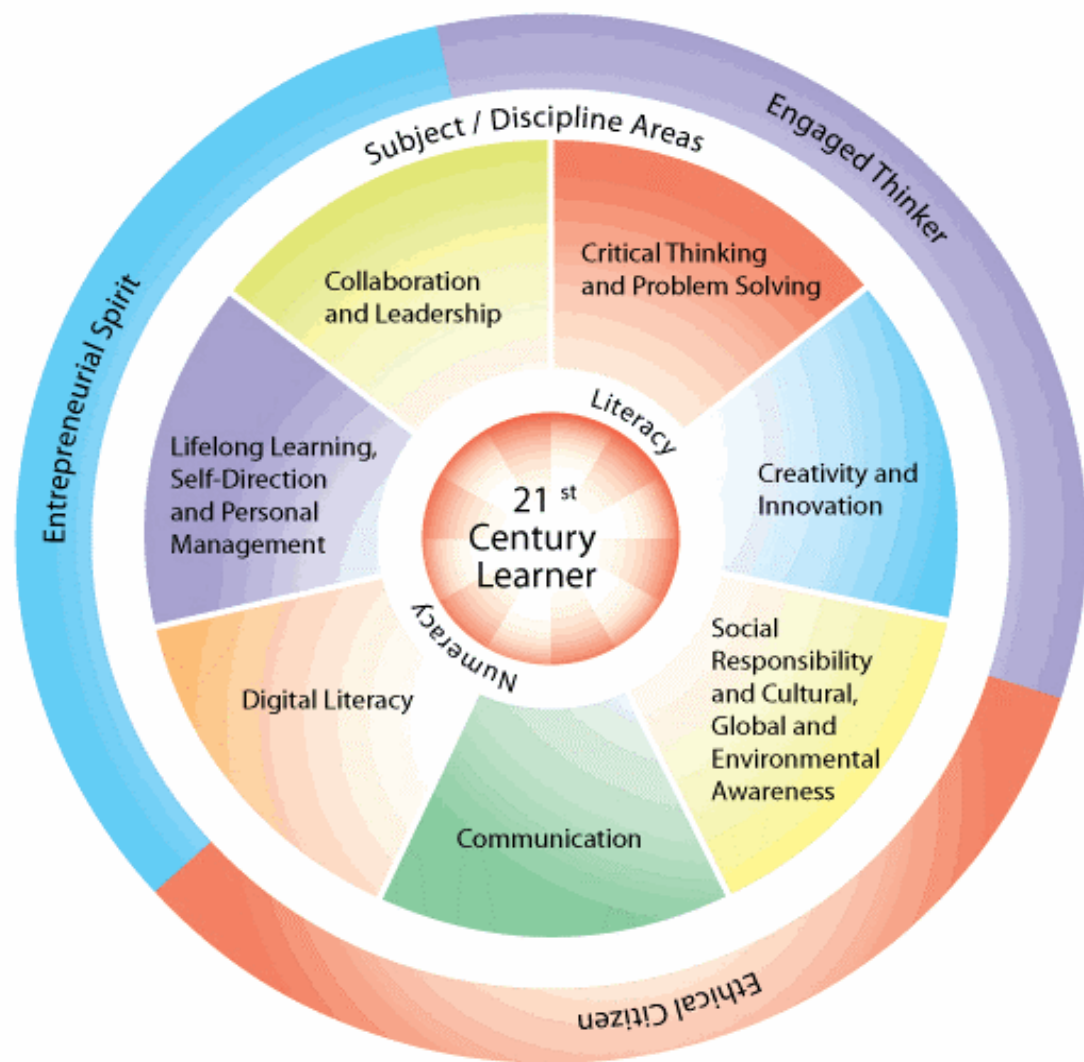 Subject / Discipline Areas
Engaged Thinker
Entrepreneurial Spirit
Ethical Citizen
Collaboration
and Leadership
Critical Thinking
and Problem Solving
Lifelong Learning,
Self-Direction
and Personal
Management
Literacy
21 st
Century
Learner
Numeracy
Creativity and
Innovation
Digital Literacy
Social
Responsibility
and Cultural,
Global and
Environmental
Awareness
Communication